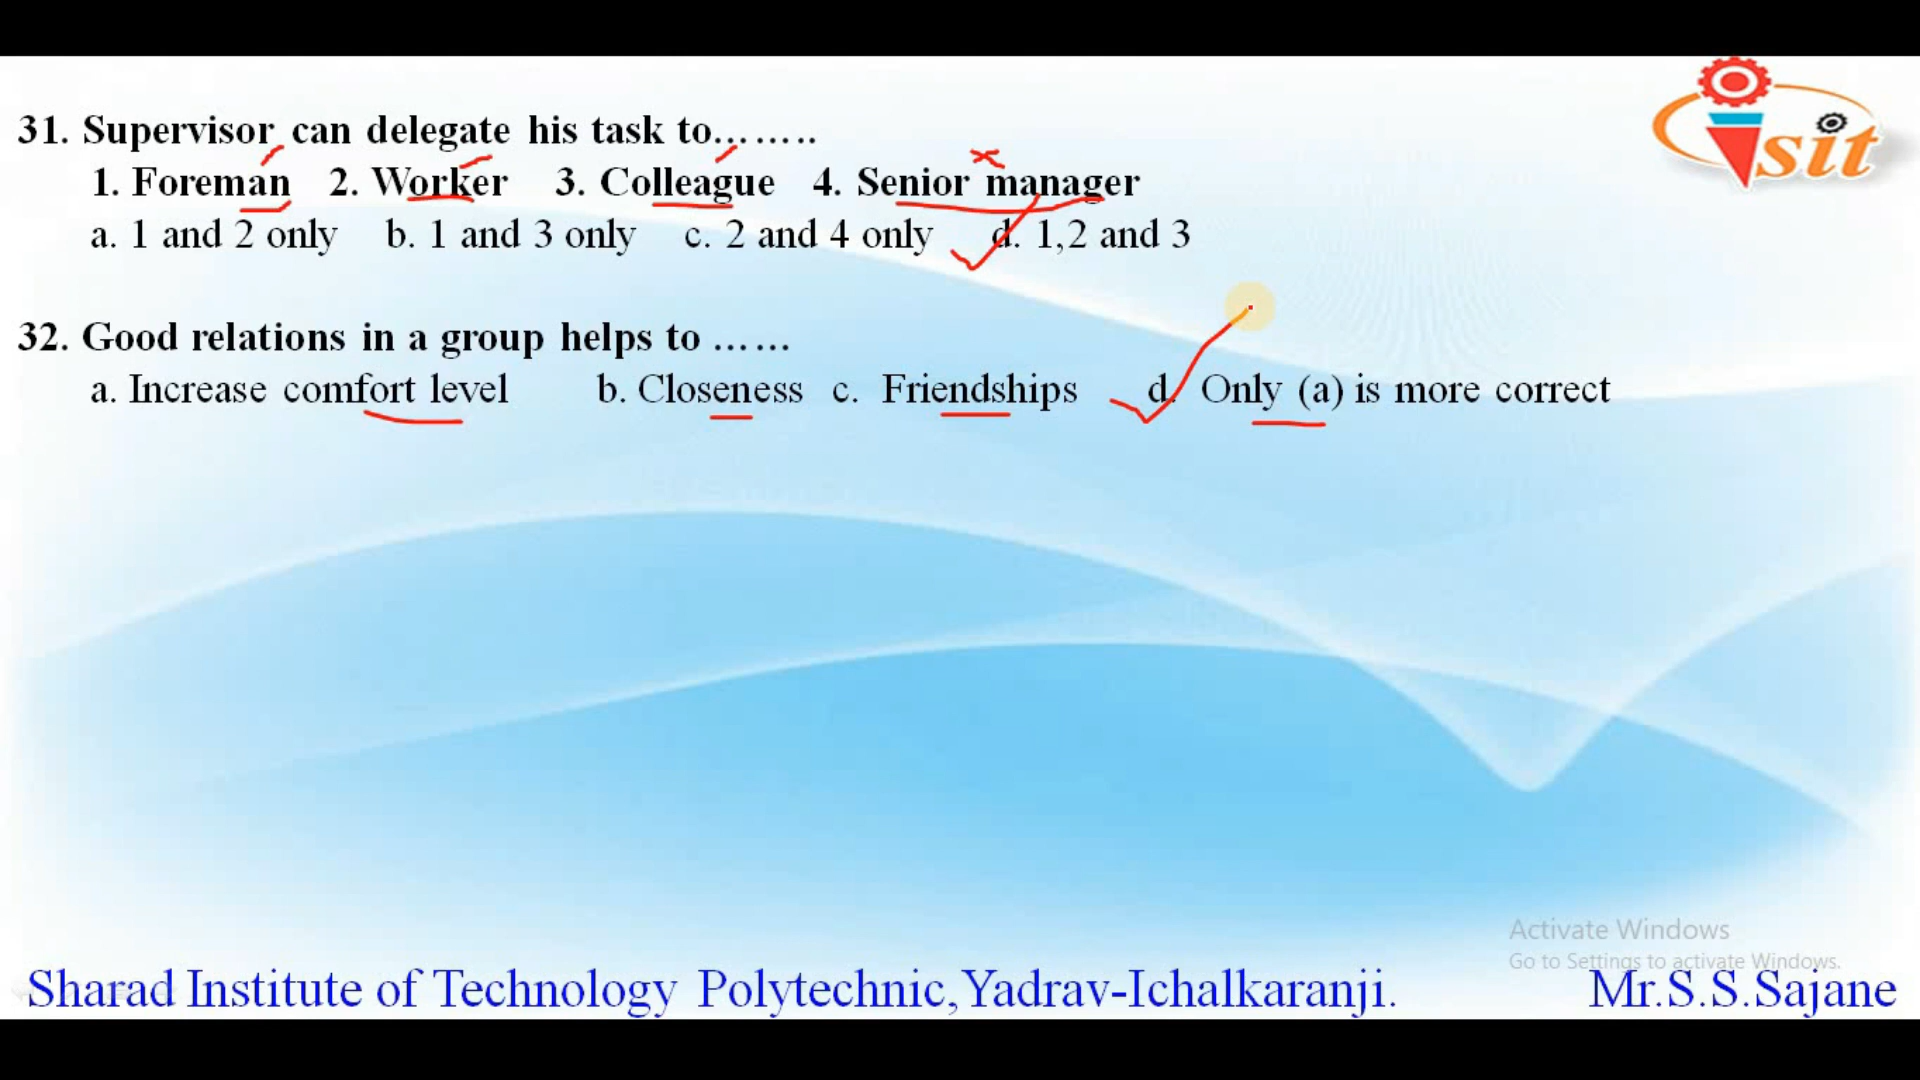 sit
31. Supervisor can delegate his task to……..
1. Foreman 2. Worker 3. Colleague 4. Senior manager
a. 1 and 2 only b. 1 and 3 only c. 2 and 4 only d. 1,2 and 3
32. Good relations in a group helps to ……
a. Increase comfort level b. Closeness c. Friendships d. Only (a) is more correct
Activate Windows
Go to Settings to activate Windows.
Sharad Institute of Technology Polytechnic,Yadrav-Ichalkaranji. Mr.S.S.Sajane